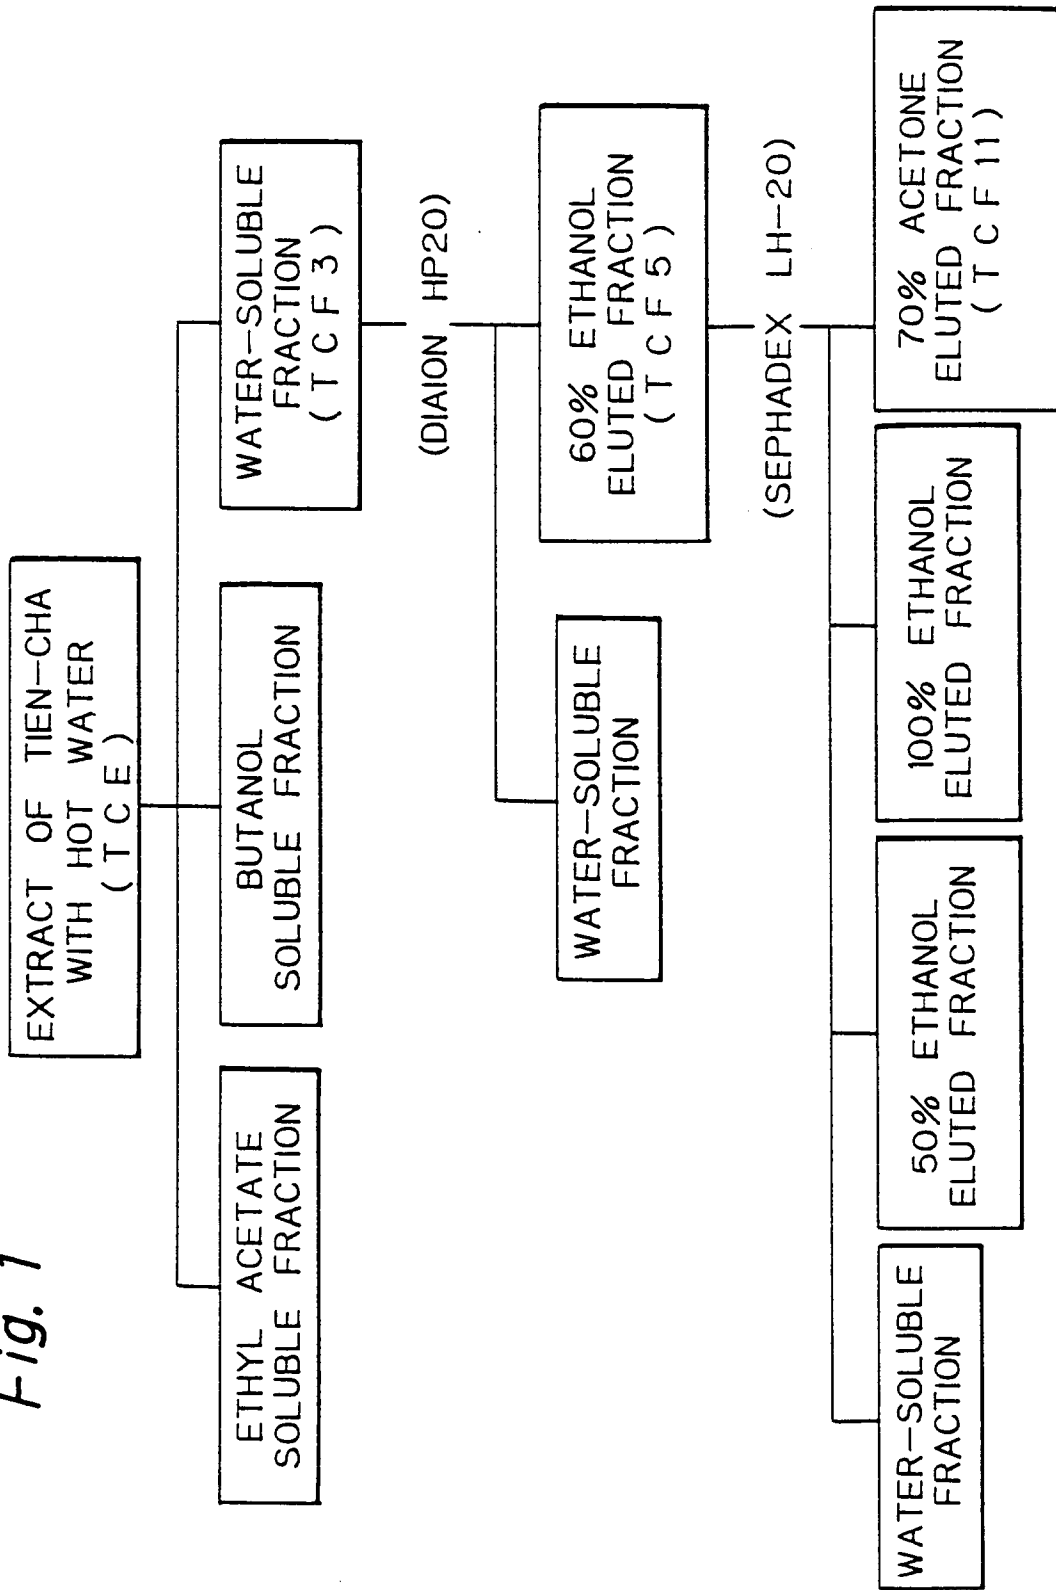 Fig. 1
EXTRACT OF TIEN-CHA
WITH HOT WATER
( T C E )
ETHYL ACETATE
SOLUBLE FRACTION
BUTANOL
SOLUBLE FRACTION
WATER-SOLUBLE
FRACTION
( T C F 3 )
(DIAION HP20)
WATER-SOLUBLE
FRACTION
60% ETHANOL
ELUTED FRACTION
( T C F 5 )
(SEPHADEX LH-20)
WATER-SOLUBLE
FRACTION
50% ETHANOL
ELUTED FRACTION
100% ETHANOL
ELUTED FRACTION
70% ACETONE
ELUTED FRACTION
( T C F 11 )